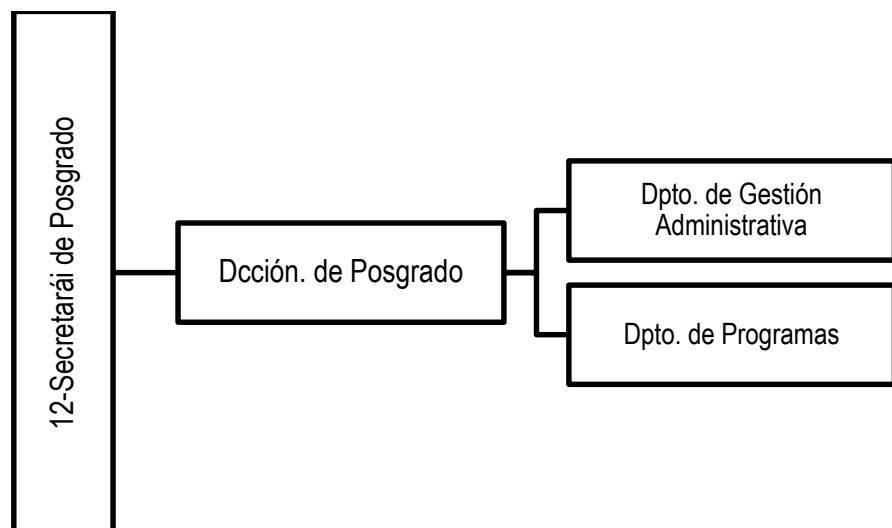 12-Secretarái de Posgrado
Dcción. de Posgrado
Dpto. de Gestión
Administrativa
Dpto. de Programas